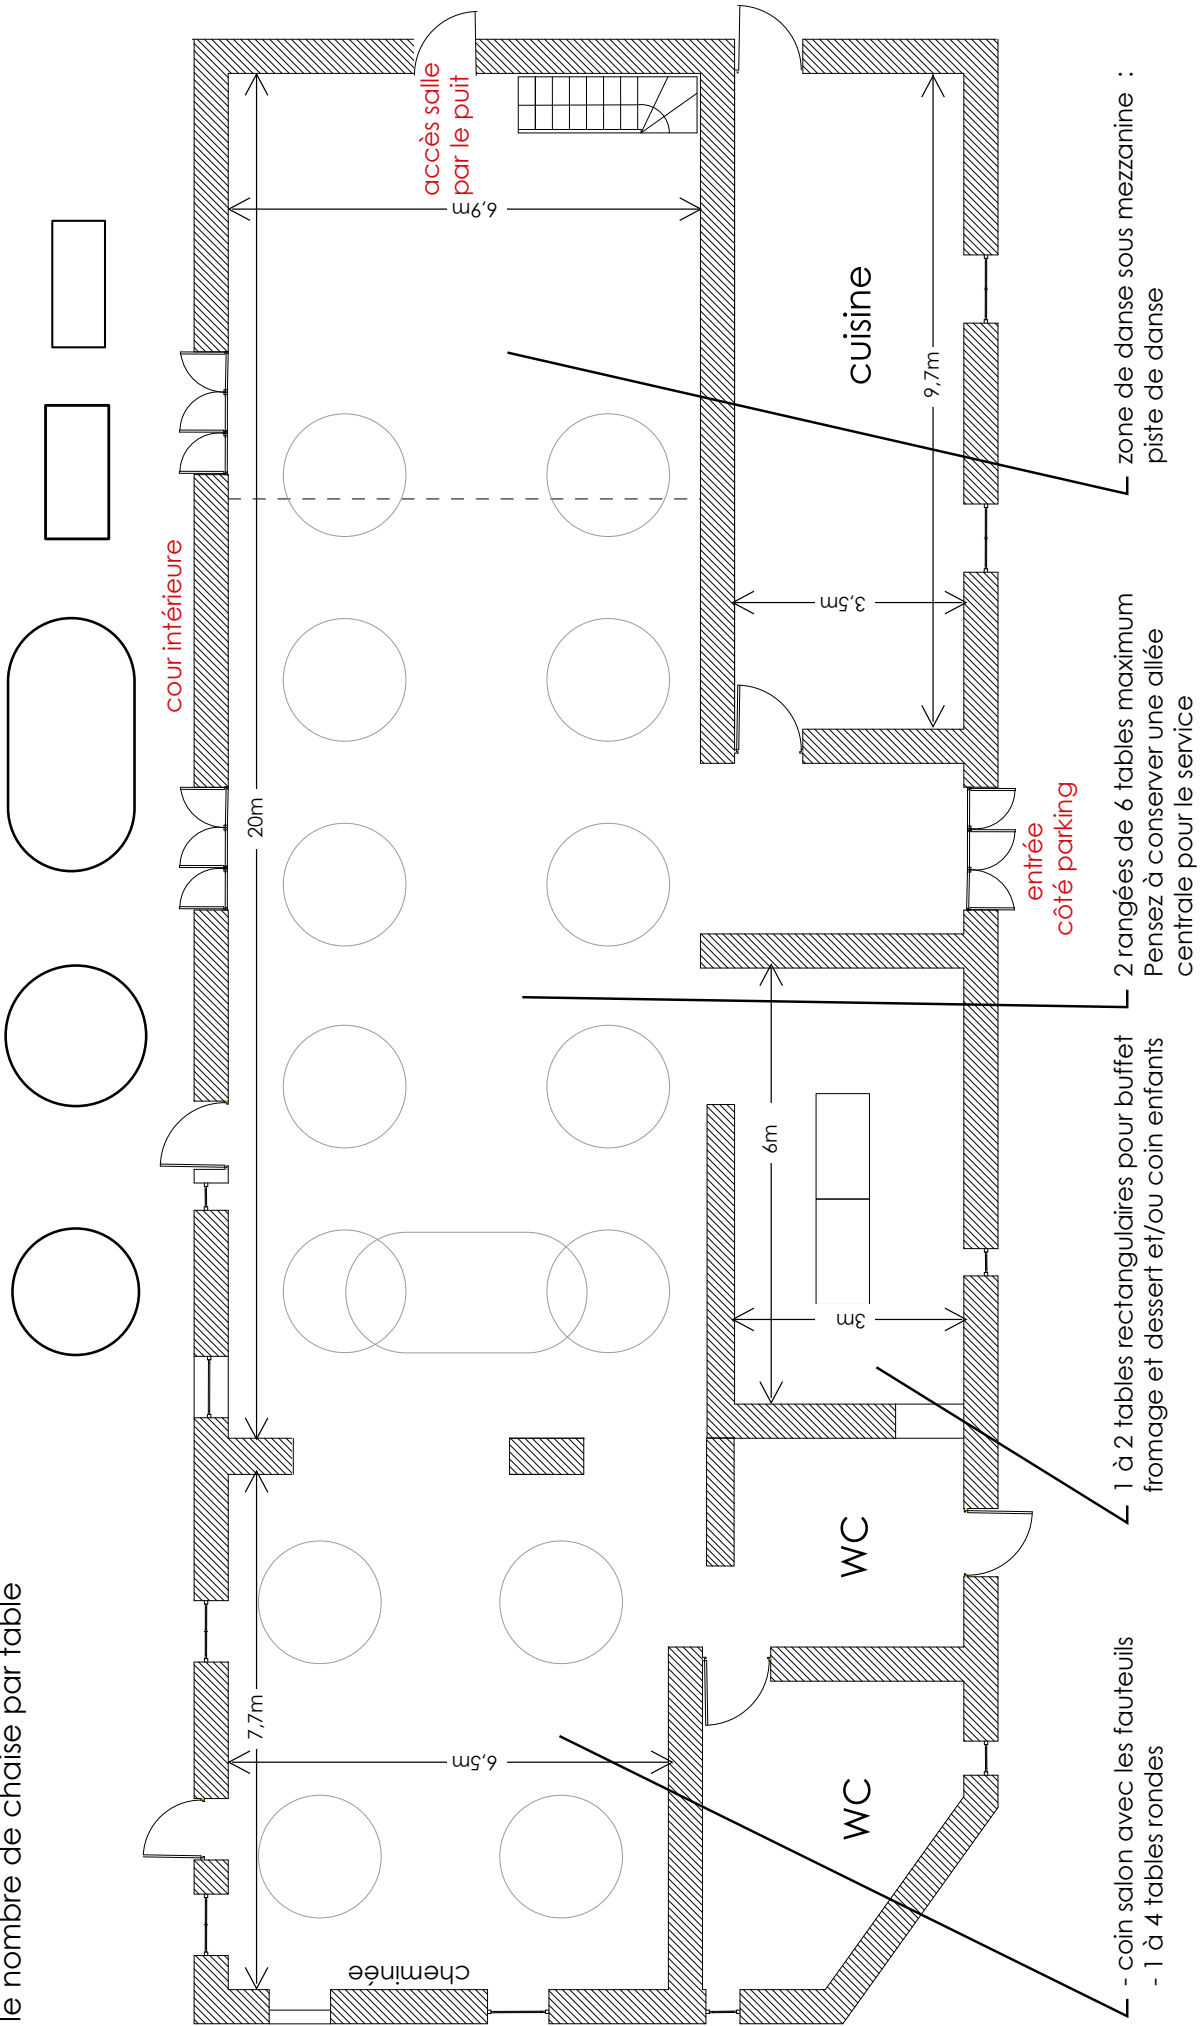 le nombre de chaise par table
cour intérieure
accès salle
par le puit
20m
6,9m
7,7m
6,5m
cheminée
cuisine
9,7m
3,5m
6m
3m
WC
WC
entrée
côté parking
- coin salon avec les fauteuils
- 1 à 4 tables rondes
1 à 2 tables rectangulaires pour buffet
fromage et dessert et/ou coin enfants
2 rangées de 6 tables maximum
Pensez à conserver une allée
centrale pour le service
zone de danse sous mezzanine :
piste de danse